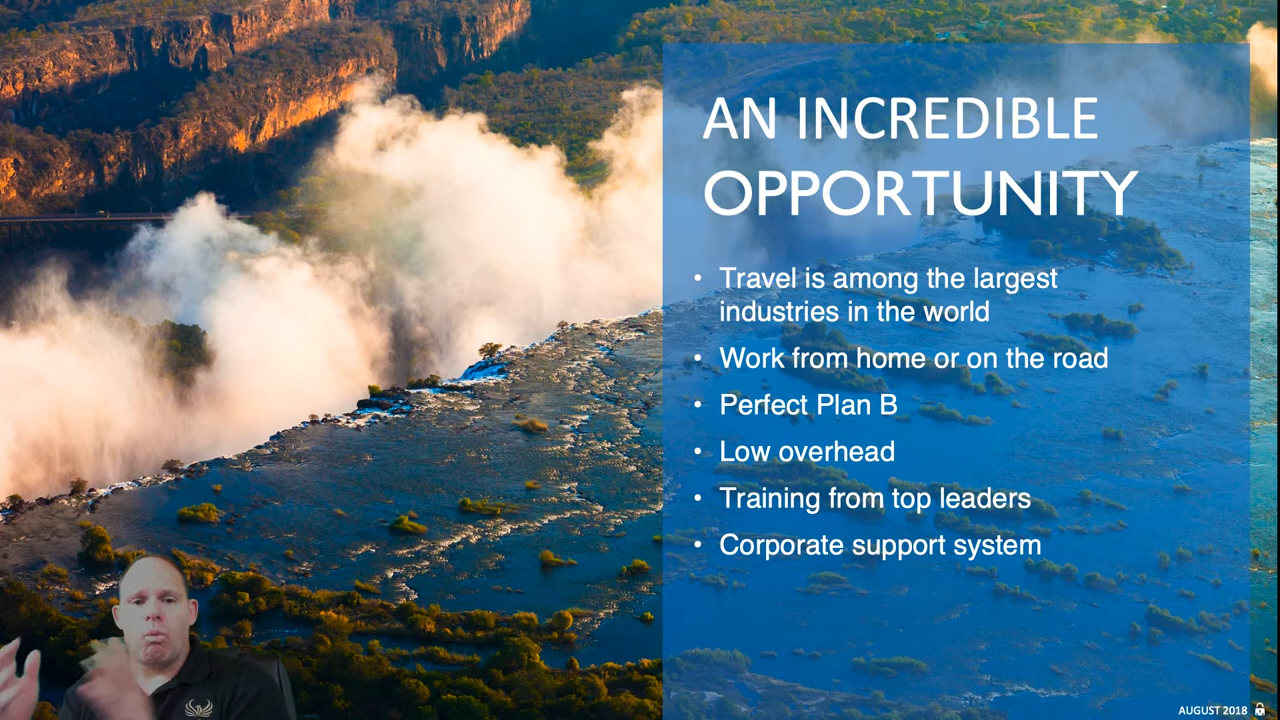 AN INCREDIBLE
OPPORTUNITY
• Travel is among the largest
industries in the world
• Work from home or on the road
• Perfect Plan B
• Low overhead
• Training from top leaders
• Corporate support system
AUGUST 2018